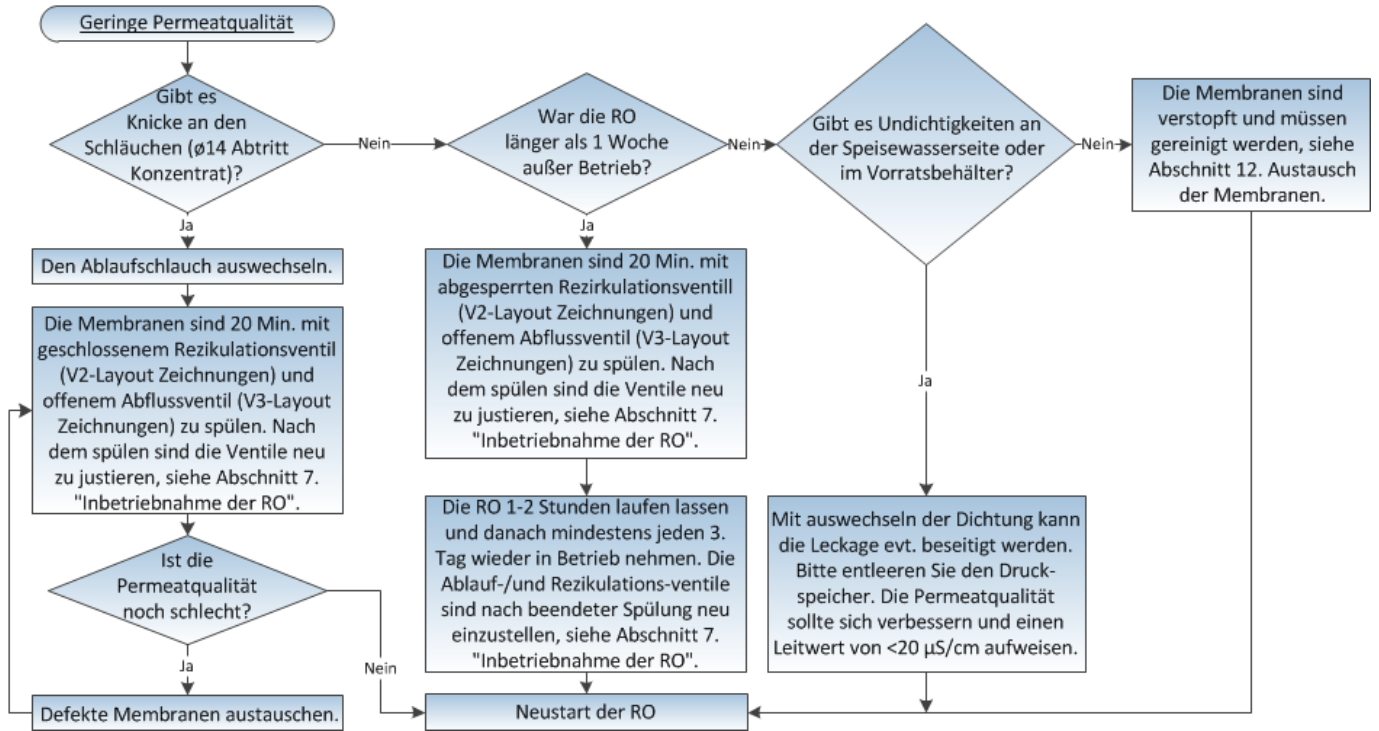 Geringe Permeatqualität
Gibt es
Knicke an den
Schläuchen (ø14 Abtritt
Konzentrat)?
Nein
War die RO
länger als 1 Woche
außer Betrieb?
Nein
Gibt es Undichtigkeiten an
der Speisewasserseite oder
im Vorratsbehälter?
Nein
Die Membranen sind
verstopft und müssen
gereinigt werden, siehe
Abschnitt 12. Austausch
der Membranen.
Ja
Den Ablaufschlauch auswechseln.
Die Membranen sind 20 Min. mit
geschlossenem Rezikulationsventil
(V2-Layout Zeichnungen) und
offenem Abflussventil (V3-Layout
Zeichnungen) zu spülen. Nach
dem spülen sind die Ventile neu
zu justieren, siehe Abschnitt 7.
"Inbetriebnahme der RO".
Ist die
Permeatqualität
noch schlecht?
Ja
Nein
Defekte Membranen austauschen.
Ja
Die Membranen sind 20 Min. mit
abgesperrten Rezirkulationsventill
(V2-Layout Zeichnungen) und
offenem Abflussventil (V3-Layout
Zeichnungen) zu spülen. Nach
dem spülen sind die Ventile neu
zu justieren, siehe Abschnitt 7.
"Inbetriebnahme der RO".
Die RO 1-2 Stunden laufen lassen
und danach mindestens jeden 3.
Tag wieder in Betrieb nehmen. Die
Ablauf-/und Rezikulations-ventile
sind nach beendeter Spülung neu
einzustellen, siehe Abschnitt 7.
"Inbetriebnahme der RO".
Neustart der RO
Ja
Mit auswechseln der Dichtung kann
die Leckage evt. beseitigt werden.
Bitte entleeren Sie den Druck-
speicher. Die Permeatqualität
sollte sich verbessern und einen
Leitwert von <20 µS/cm aufweisen.